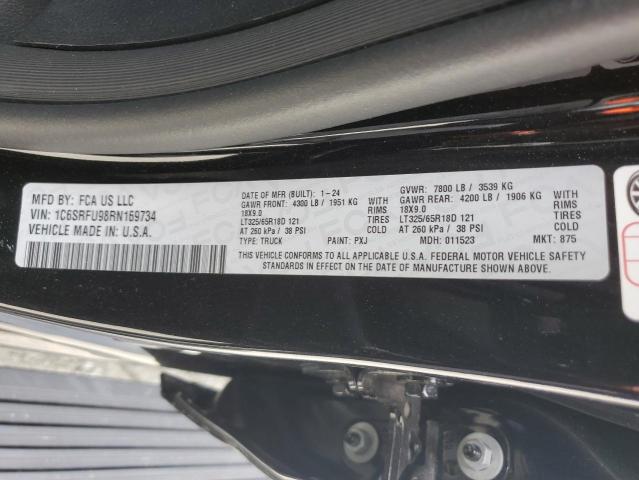 MFD BY: FCA US LLC
VIN: 1C6SRFU98RN169734
VEHICLE MADE IN: U.S.A.
DATE OF MFR (BUILT): 1-24
GAWR FRONT: 4300 LB / 1951 KG
18X9.0 RIMS
LT325/65R18D 121 TIRES
AT 260 kPa / 38 PSI COLD
TYPE: TRUCK PAINT: PXJ
GVWR: 7800 LB / 3539 KG
GAWR REAR: 4200 LB / 1906 KG
18X9.0 RIMS
LT325/65R18D 121 TIRES
AT 260 kPa / 38 PSI COLD
MDH: 011523 MKT: 875
THIS VEHICLE CONFORMS TO ALL APPLICABLE U.S.A. FEDERAL MOTOR VEHICLE SAFETY
STANDARDS IN EFFECT ON THE DATE OF MANUFACTURE SHOWN ABOVE.